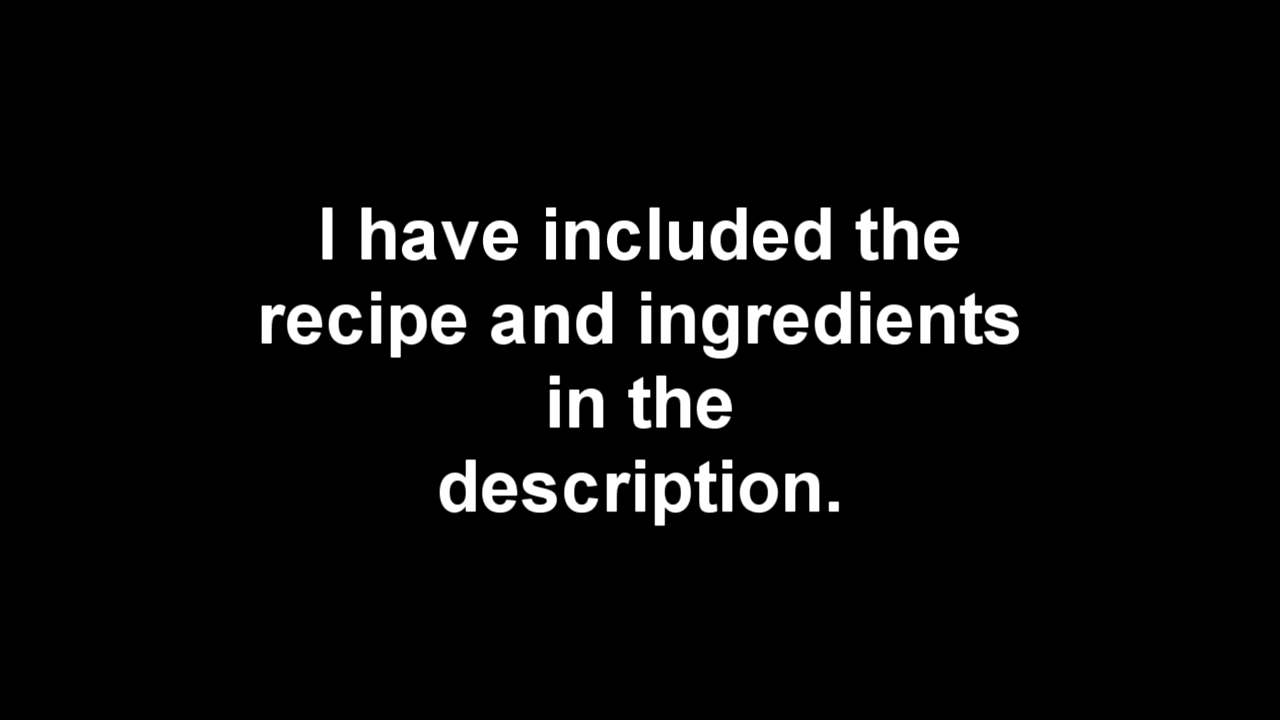 I have included the
recipe and ingredients
in the
description.